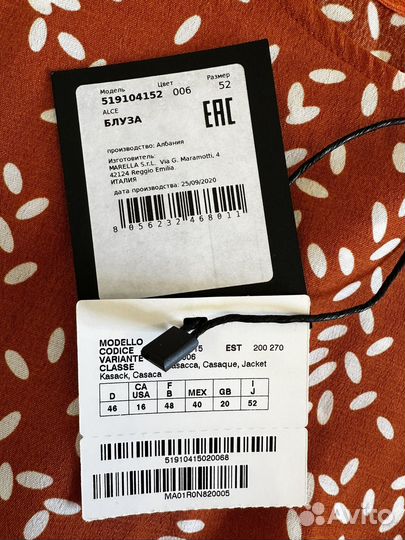 Модель Цвет Размер
519104152 006 52
ALCE
БЛУЗА
EAC
производство: Албания
Изготовитель:
MARELLA S.r.L. Via G. Maramotti, 4
42124 Reggio Emilia
ИТАЛИЯ
дата производства: 25/09/2020
8 056232 468011
MODELLO
CODICE EST 200 270
VARIANTE
CLASSE Casaque, Jacket
Kasack, Casaca
D CA USA F B MEX GB I
46 16 48 40 20 52
51910415020068
MA01R0N820005
Avito